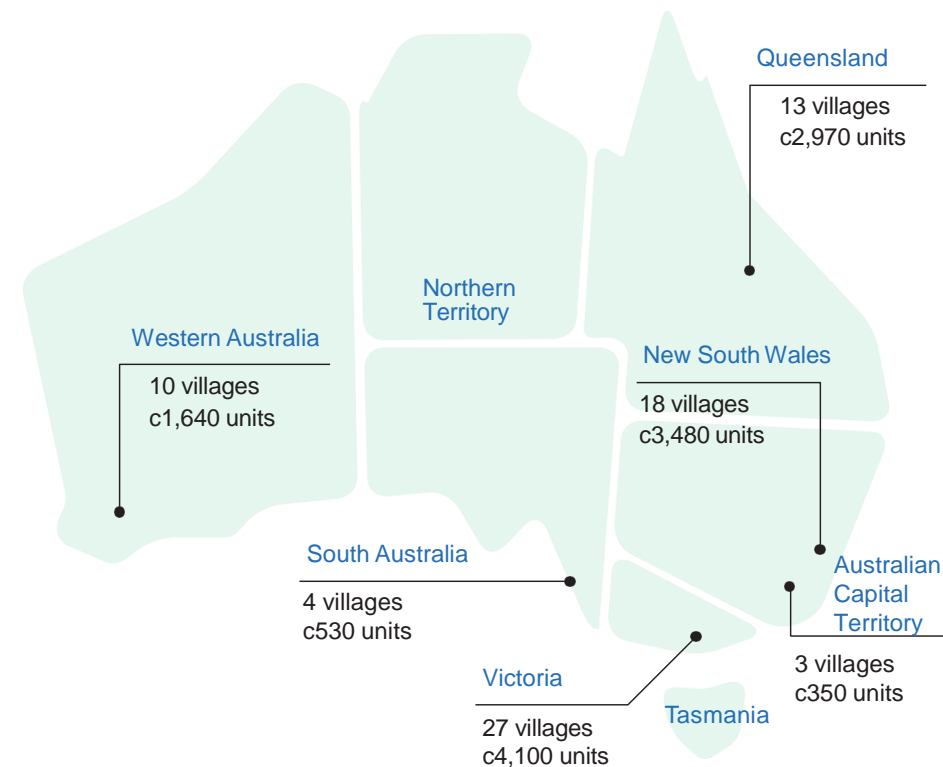 Queensland
13 villages
c2,970 units
Northern
Territory
Western Australia
10 villages
c1,640 units
New South Wales
18 villages
c3,480 units
South Australia
4 villages
c530 units
Australian
Capital
Territory
3 villages
c350 units
Victoria
27 villages
c4,100 units
Tasmania